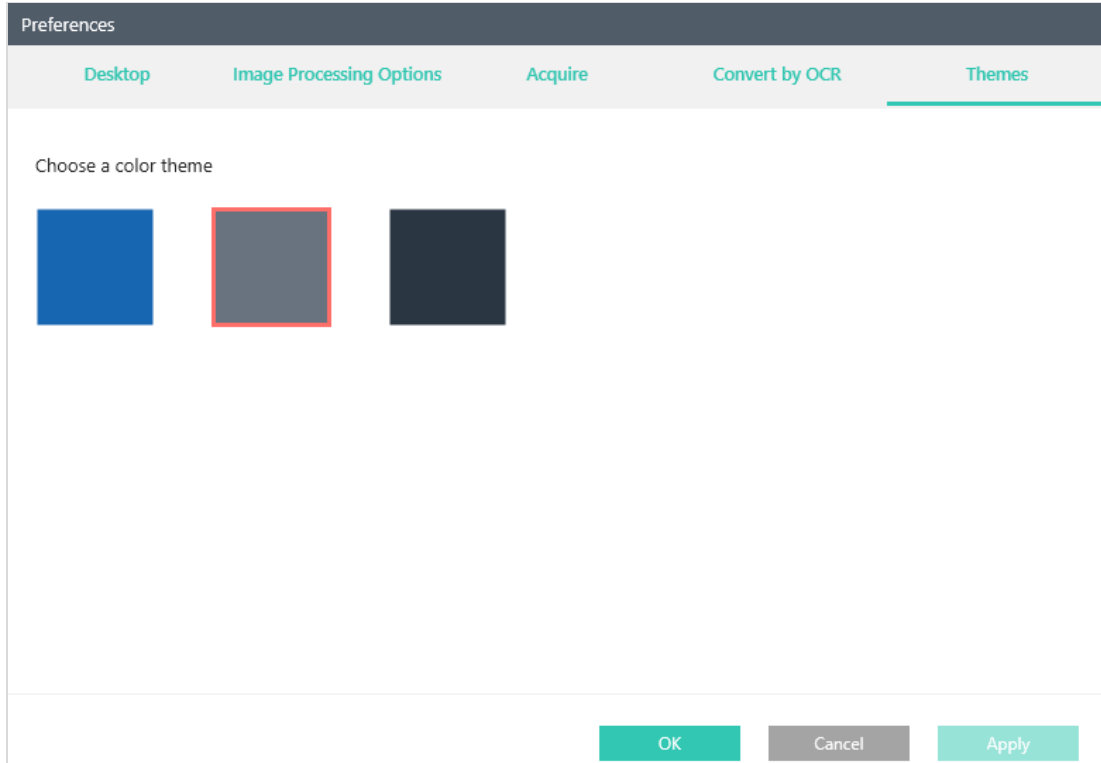 Preferences
Desktop Image Processing Options Acquire Convert by OCR Themes
Choose a color theme
OK Cancel Apply